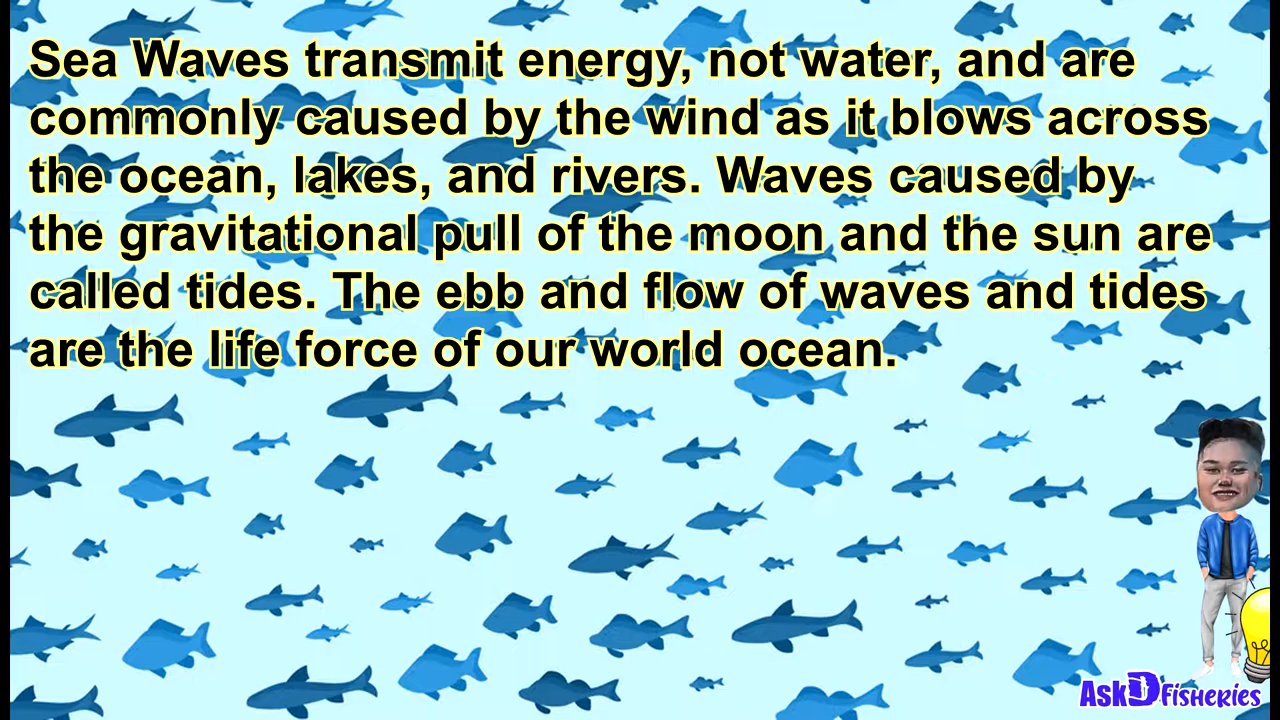 Sea Waves transmit energy, not water, and are
commonly caused by the wind as it blows across
the ocean, lakes, and rivers. Waves caused by
the gravitational pull of the moon and the sun are
called tides. The ebb and flow of waves and tides
are the life force of our world ocean.
AskDFisheries